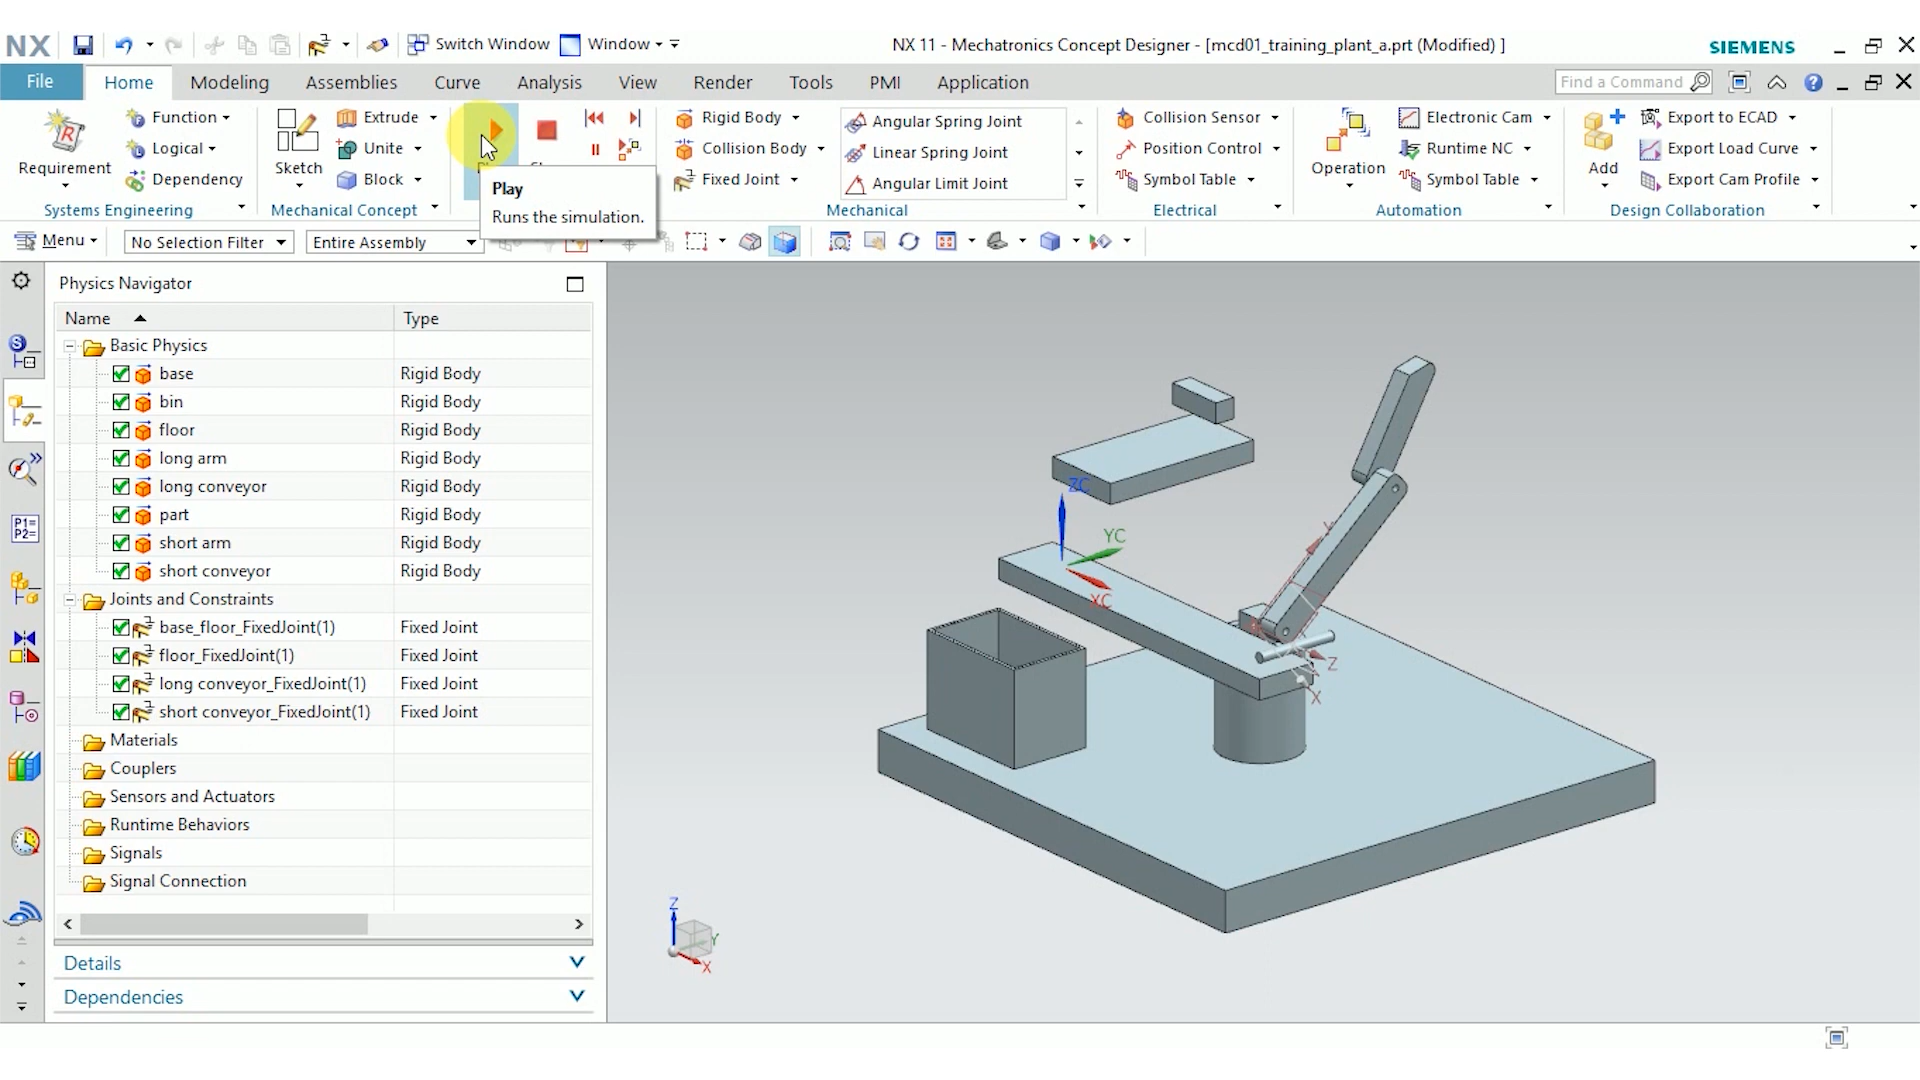 NX Switch Window Window NX 11 - Mechatronics Concept Designer - [mcd01_training_plant_a.prt (Modified) ] SIEMENS
File Home Modeling Assemblies Curve Analysis View Render Tools PMI Application Find a Command
Function Extrude Rigid Body Angular Spring Joint Collision Sensor Electronic Cam Export to ECAD
Logical Unite Collision Body Linear Spring Joint Position Control Runtime NC Export Load Curve
Requirement Sketch Operation Add
Dependency Block Fixed Joint Angular Limit Joint Symbol Table Symbol Table Export Cam Profile
Systems Engineering Mechanical Concept Mechanical Electrical Automation Design Collaboration
Play
Runs the simulation.
Menu No Selection Filter Entire Assembly
Physics Navigator
Name Type
Basic Physics
base Rigid Body
bin Rigid Body
floor Rigid Body
long arm Rigid Body
long conveyor Rigid Body
part Rigid Body
short arm Rigid Body
short conveyor Rigid Body
Joints and Constraints
base_floor_FixedJoint(1) Fixed Joint
floor_FixedJoint(1) Fixed Joint
long conveyor_FixedJoint(1) Fixed Joint
short conveyor_FixedJoint(1) Fixed Joint
Materials
Couplers
Sensors and Actuators
Runtime Behaviors
Signals
Signal Connection
Details
Dependencies
P1=
P2=
ZC
YC
XC
Y
Z
X
Z
Y
X